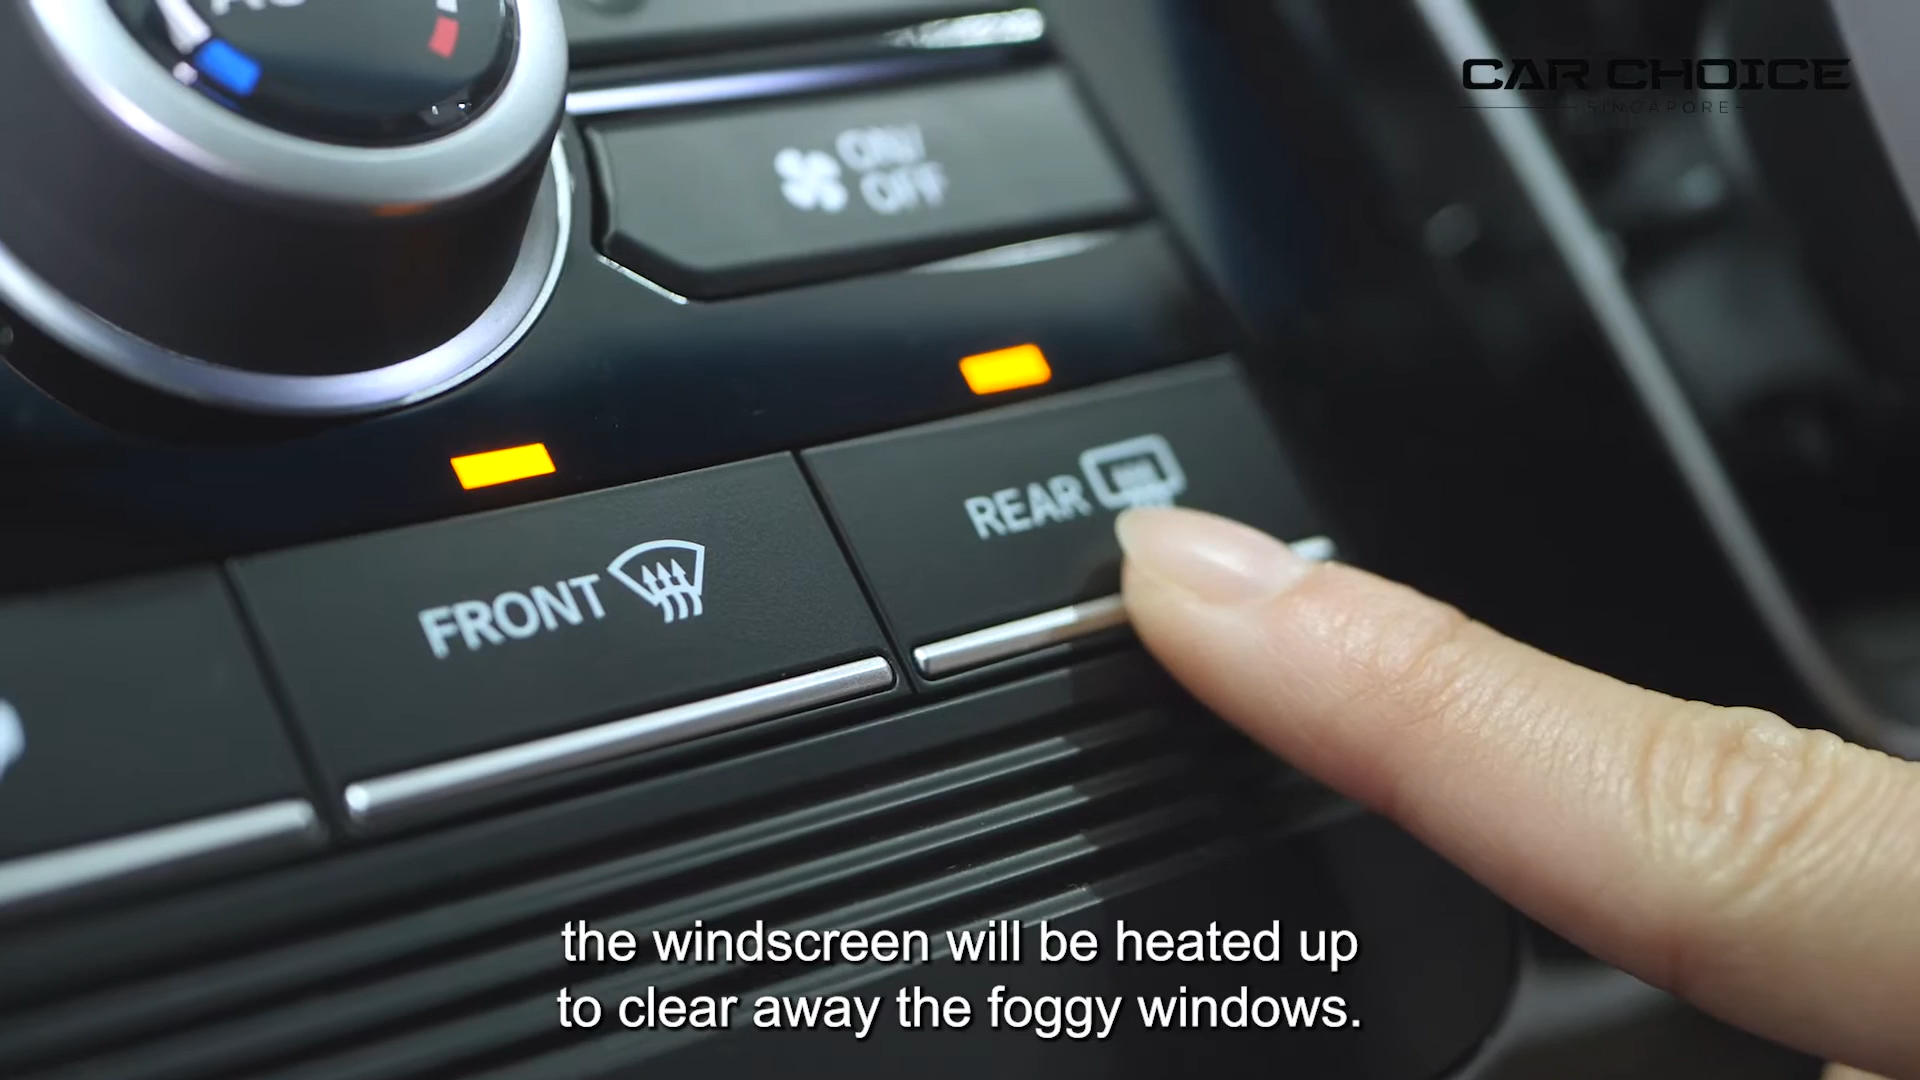 CAR CHOICE
SINGAPORE
ON/
OFF
REAR
FRONT
the windscreen will be heated up
to clear away the foggy windows.